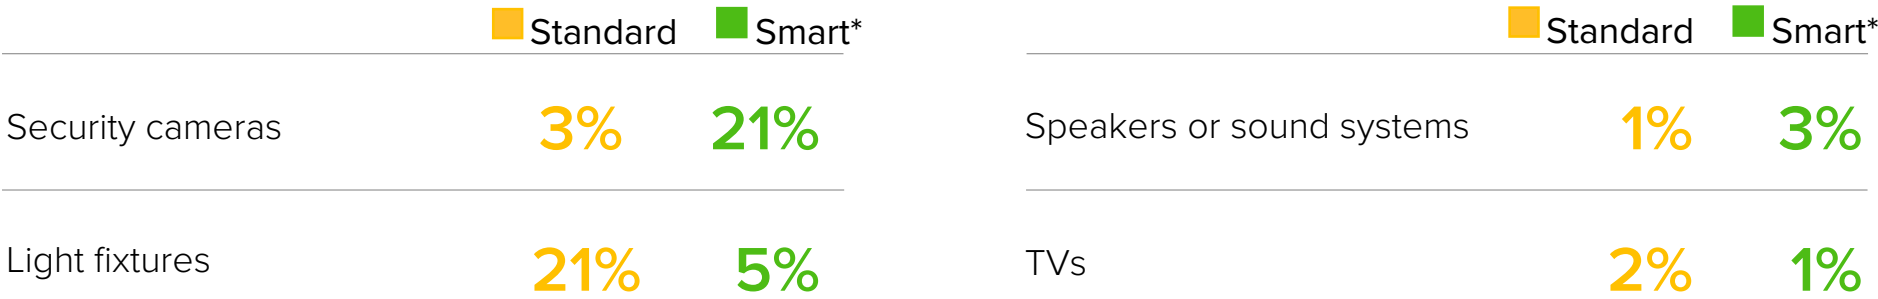 Standard Smart*
Security cameras 3% 21%
Light fixtures 21% 5%
Standard Smart*
Speakers or sound systems 1% 3%
TVs 2% 1%